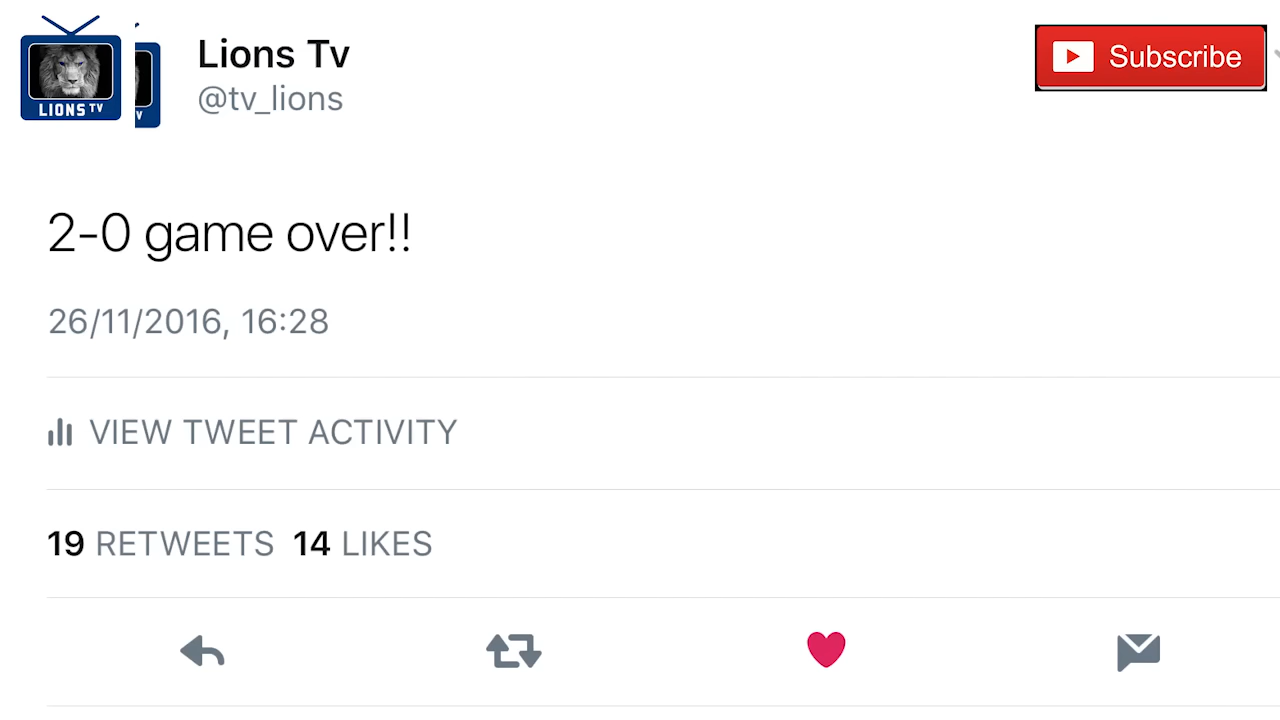 LIONS TV
V
Lions Tv
@tv_lions
Subscribe
2-0 game over!!
26/11/2016, 16:28
VIEW TWEET ACTIVITY
19 RETWEETS 14 LIKES